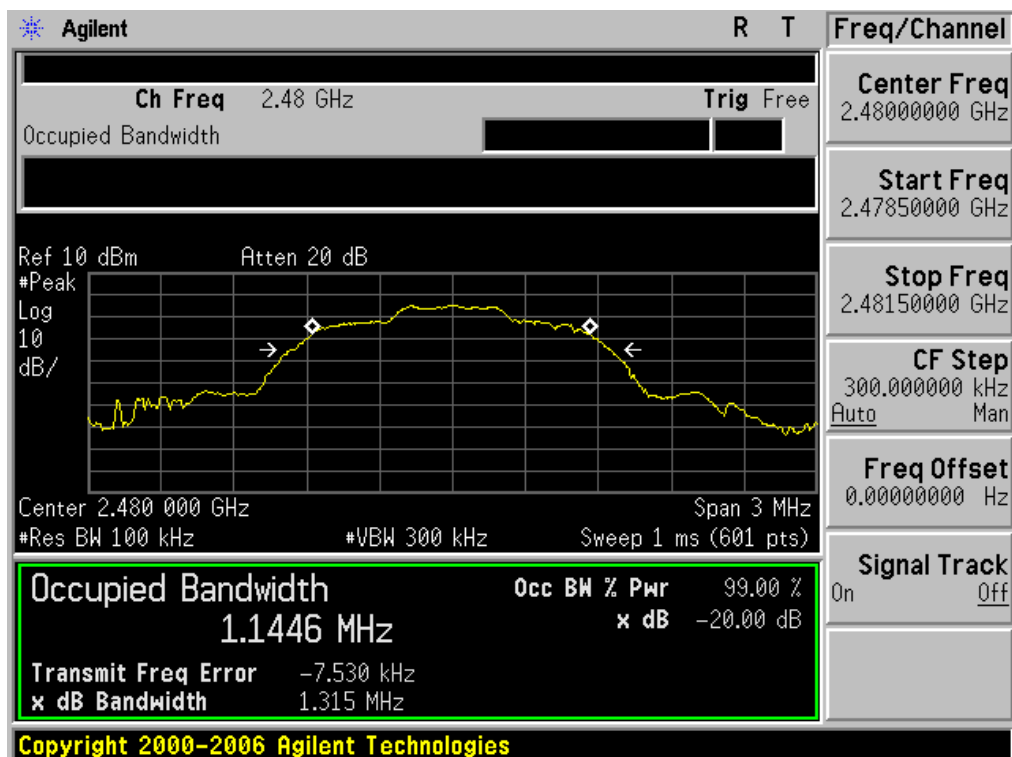 Agilent R T
Ch Freq 2.48 GHz Trig Free
Occupied Bandwidth
Ref 10 dBm Atten 20 dB
#Peak
Log
10
dB/
Center 2.480 000 GHz Span 3 MHz
#Res BW 100 kHz #VBW 300 kHz Sweep 1 ms (601 pts)
Occupied Bandwidth Occ BW % Pwr 99.00 %
1.1446 MHz x dB -20.00 dB
Transmit Freq Error -7.530 kHz
x dB Bandwidth 1.315 MHz
Copyright 2000-2006 Agilent Technologies
Freq/Channel
Center Freq
2.48000000 GHz
Start Freq
2.47850000 GHz
Stop Freq
2.48150000 GHz
CF Step
300.000000 kHz
Auto Man
Freq Offset
0.00000000 Hz
Signal Track
On Off